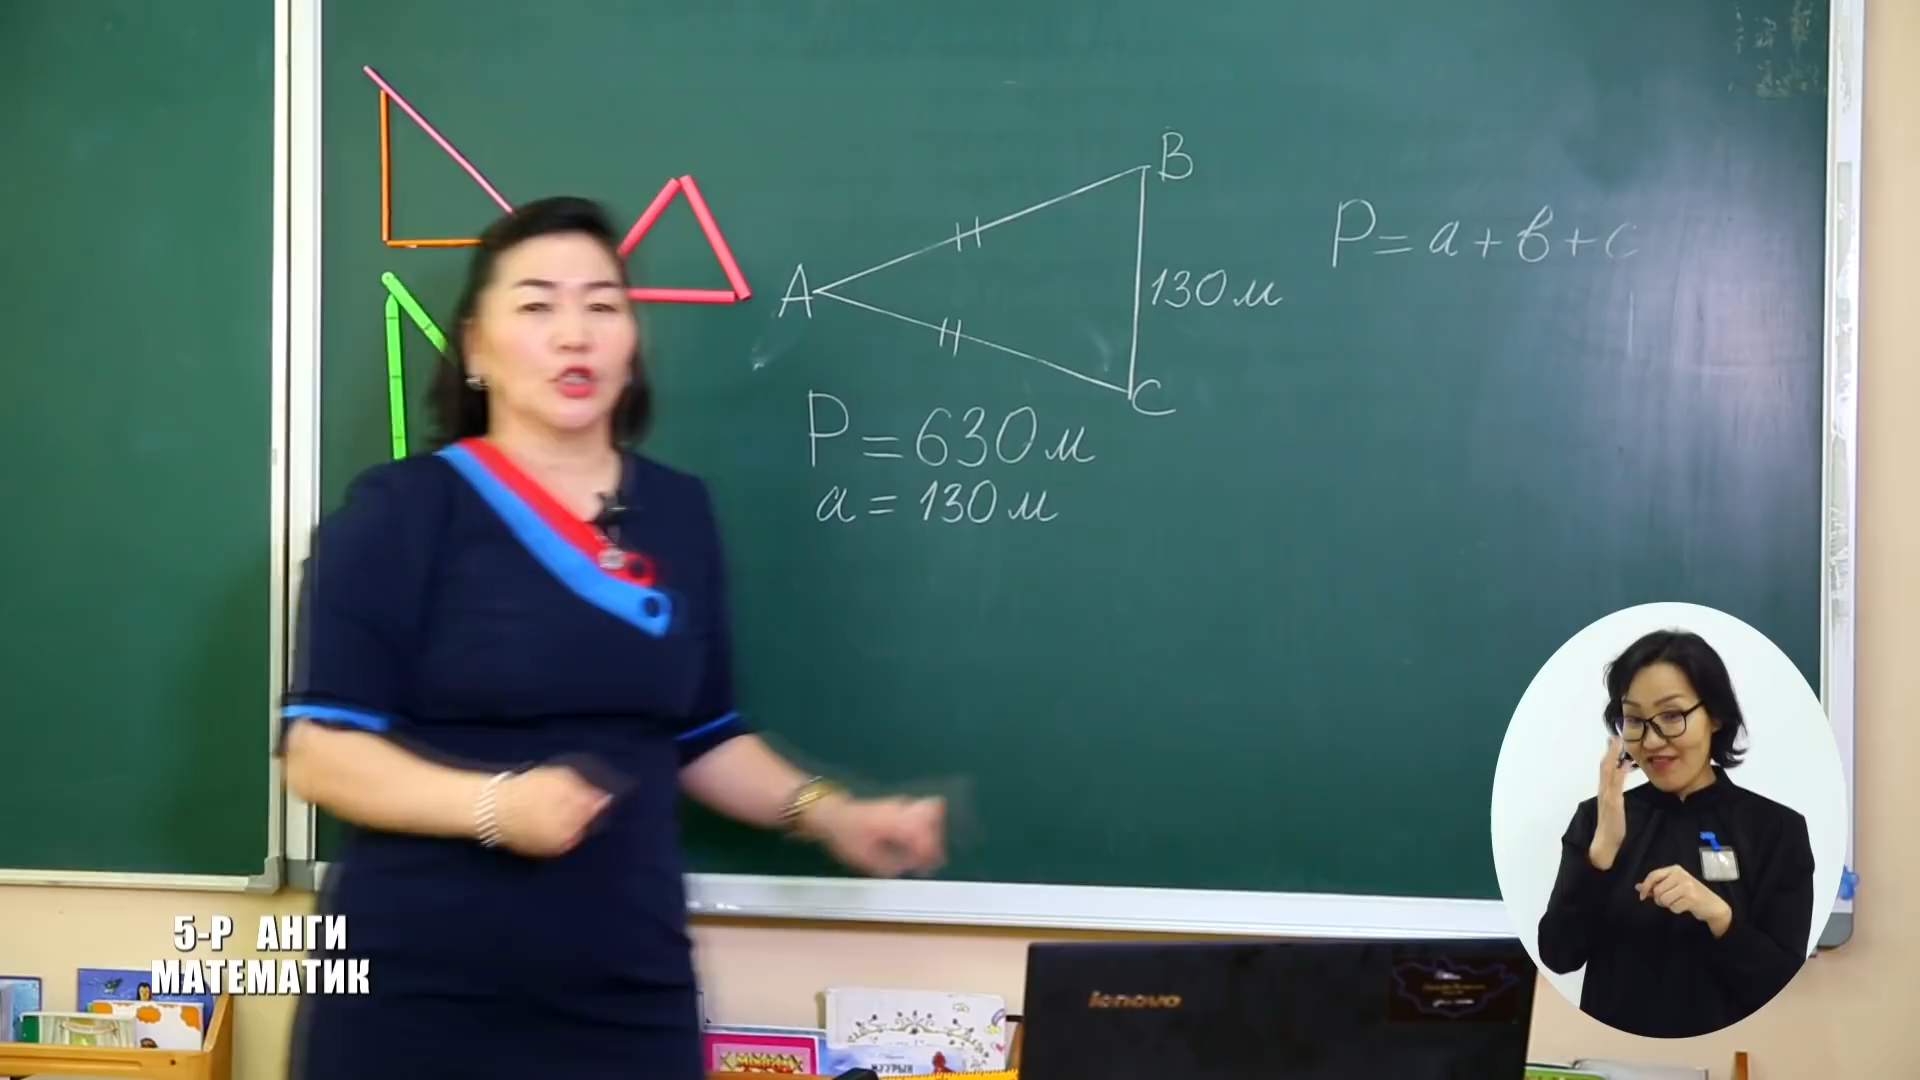 B
P = a + b + c
A
130м
C
P = 630м
a = 130м
5-Р АНГИ
МАТЕМАТИК
lenovo